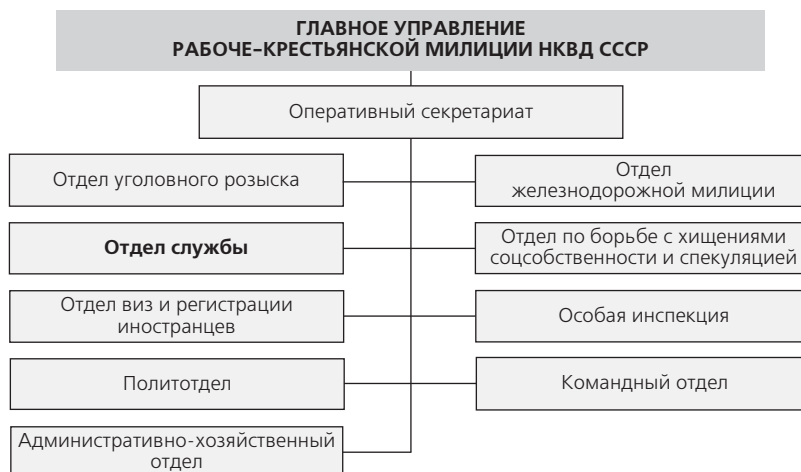 ГЛАВНОЕ УПРАВЛЕНИЕ
РАБОЧЕ–КРЕСТЬЯНСКОЙ МИЛИЦИИ НКВД СССР
Оперативный секретариат
Отдел уголовного розыска
Отдел
железнодорожной милиции
Отдел службы
Отдел по борьбе с хищениями
соцсобственности и спекуляцией
Отдел виз и регистрации
иностранцев
Особая инспекция
Политотдел
Командный отдел
Административно-хозяйственный
отдел